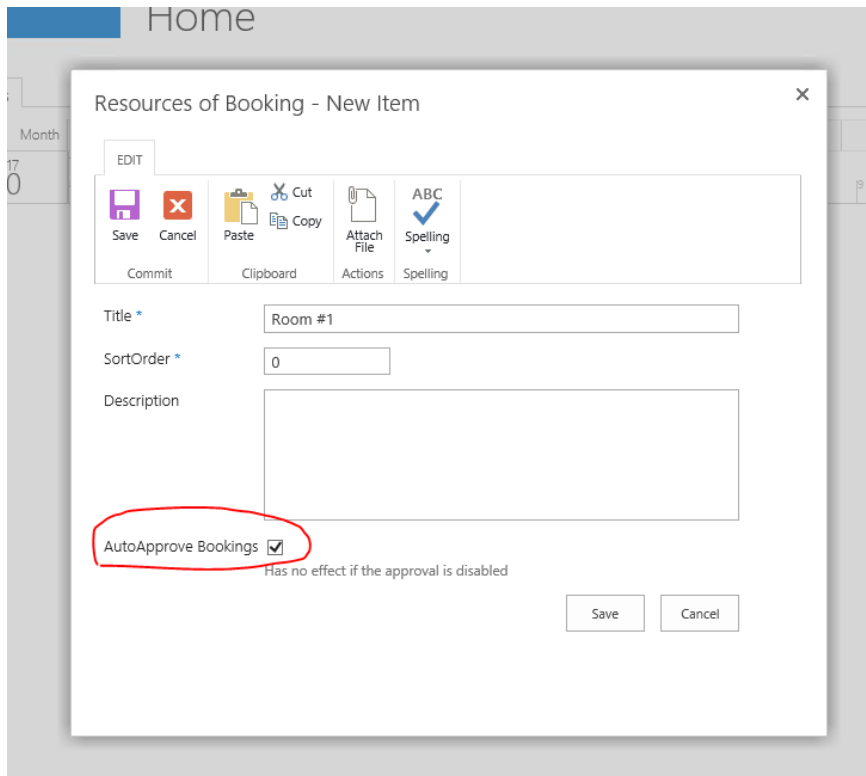 Home
s
Month
17
0
9
Resources of Booking - New Item
EDIT
Save
Cancel
Paste
Cut
Copy
Attach
File
ABC
Spelling
Commit
Clipboard
Actions
Spelling
Title *
Room #1
SortOrder *
0
Description
AutoApprove Bookings
Has no effect if the approval is disabled
Save
Cancel